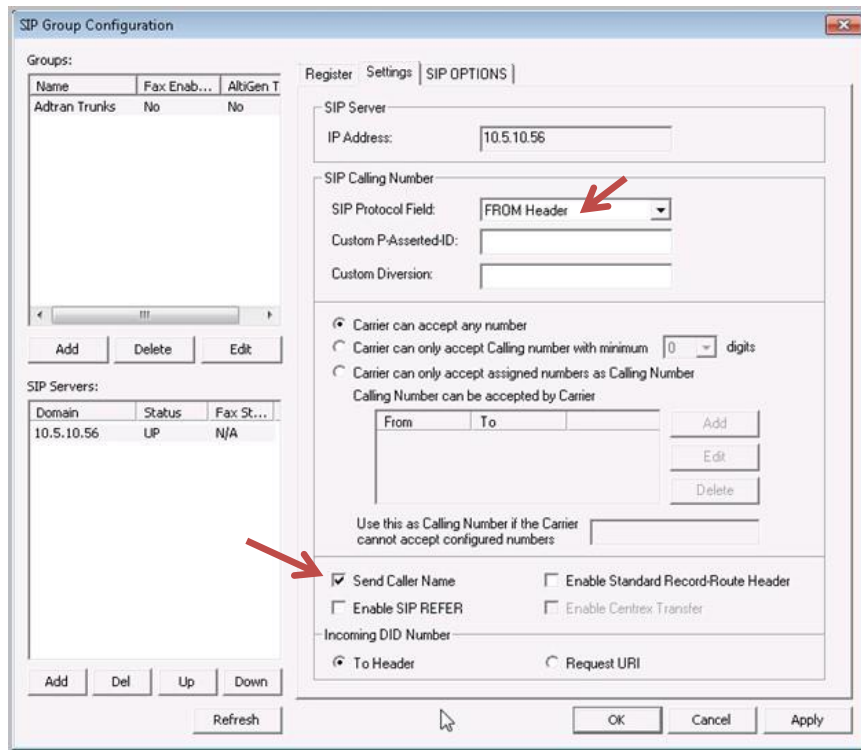 SIP Group Configuration
Groups:
Name Fax Enab... AltiGen T
Adtran Trunks No No
Add Delete Edit
SIP Servers:
Domain Status Fax St...
10.5.10.56 UP N/A
Add Del Up Down
Refresh
Register Settings SIP OPTIONS
SIP Server
IP Address: 10.5.10.56
SIP Calling Number
SIP Protocol Field: FROM Header
Custom P-Asserted-ID:
Custom Diversion:
Carrier can accept any number
Carrier can only accept Calling number with minimum 0 digits
Carrier can only accept assigned numbers as Calling Number
Calling Number can be accepted by Carrier
From To
Add
Edit
Delete
Use this as Calling Number if the Carrier
cannot accept configured numbers
Send Caller Name Enable Standard Record-Route Header
Enable SIP REFER Enable Centrex Transfer
Incoming DID Number
To Header Request URI
OK Cancel Apply